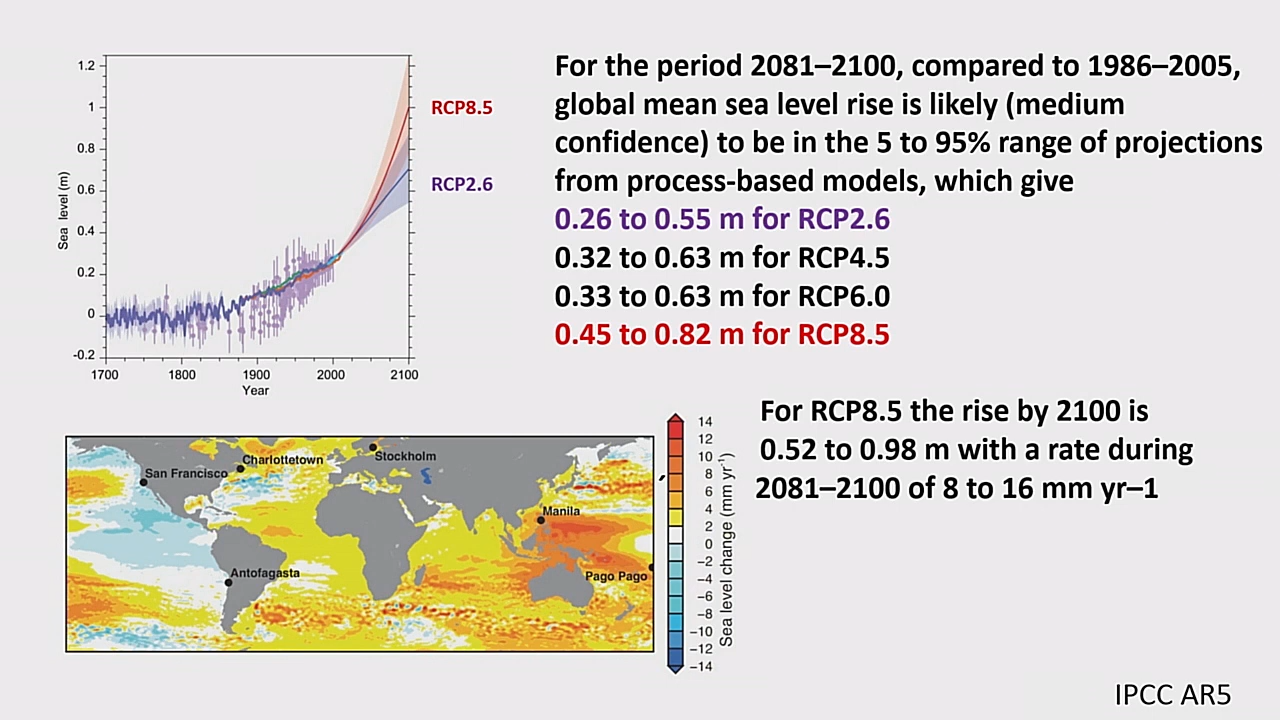 1.2
1
0.8
0.6
0.4
0.2
0
-0.2
Sea level (m)
1700 1800 1900 2000 2100
Year
RCP8.5
RCP2.6
For the period 2081–2100, compared to 1986–2005,
global mean sea level rise is likely (medium
confidence) to be in the 5 to 95% range of projections
from process-based models, which give
0.26 to 0.55 m for RCP2.6
0.32 to 0.63 m for RCP4.5
0.33 to 0.63 m for RCP6.0
0.45 to 0.82 m for RCP8.5
San Francisco
Charlottetown
Stockholm
Manila
Pago Pago
Antofagasta
14
12
10
8
6
4
2
0
−2
−4
−6
−8
−10
−12
−14
Sea level change (mm yr⁻¹)
For RCP8.5 the rise by 2100 is
0.52 to 0.98 m with a rate during
2081–2100 of 8 to 16 mm yr–1
IPCC AR5